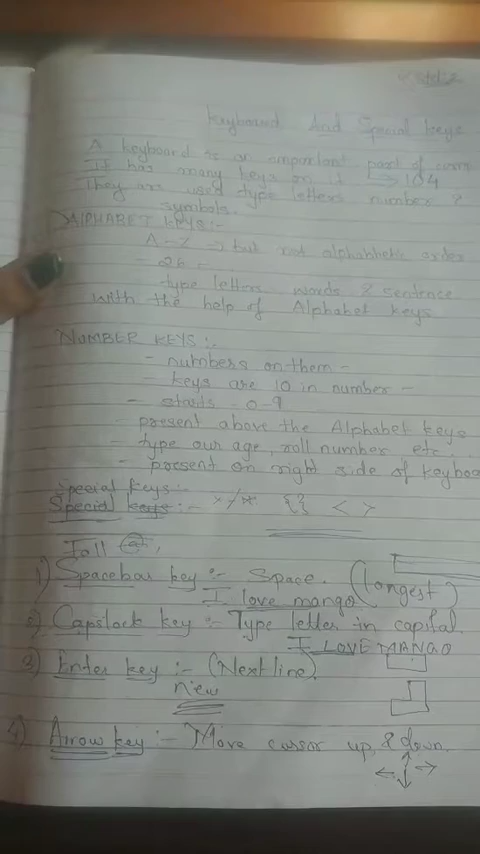 Keyboard And Special keys
A keyboard is an important part of com
It has many keys on it → 104
They are used type letters number &
symbols.
ALPHABET KEYS:-
A-Z → but not alphabhetic order
- 26 -
type letters words & sentence
with the help of Alphabet keys
NUMBER KEYS:-
- numbers on them -
- keys are 10 in number -
- starts - 0-9
- present above the Alphabet keys
- type our age, roll number etc.
- present on right side of keyboa
Special keys:-
Special keys:- {} < >
1) Spacebar key:- Space. (longest)
I love mango
2) Capslock key:- Type letter in capital.
I LOVE MANGO
3) Enter key:- (Next line).
new
4) Arrow key:- Move cursor up & down.